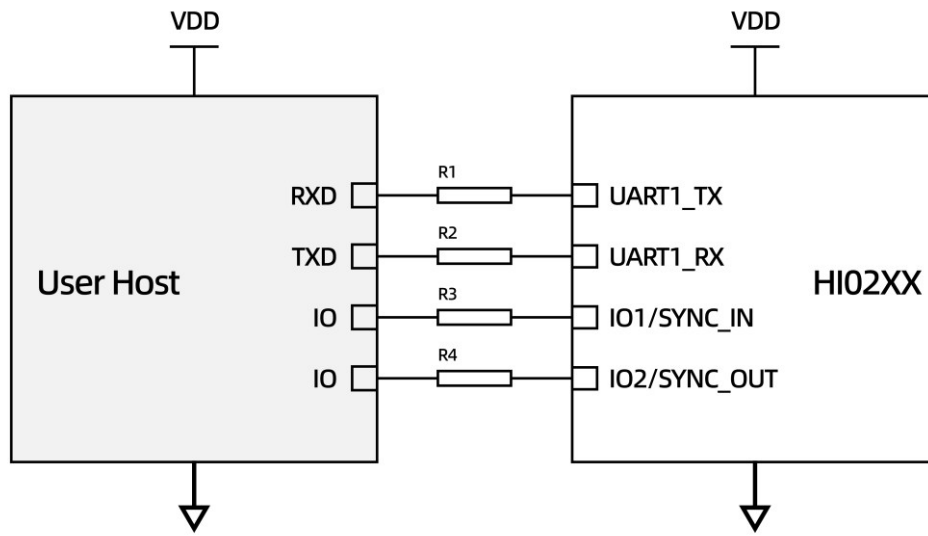 VDD
VDD
R1
RXD
UART1_TX
R2
TXD
UART1_RX
User Host
HI02XX
R3
IO
IO1/SYNC_IN
R4
IO
IO2/SYNC_OUT